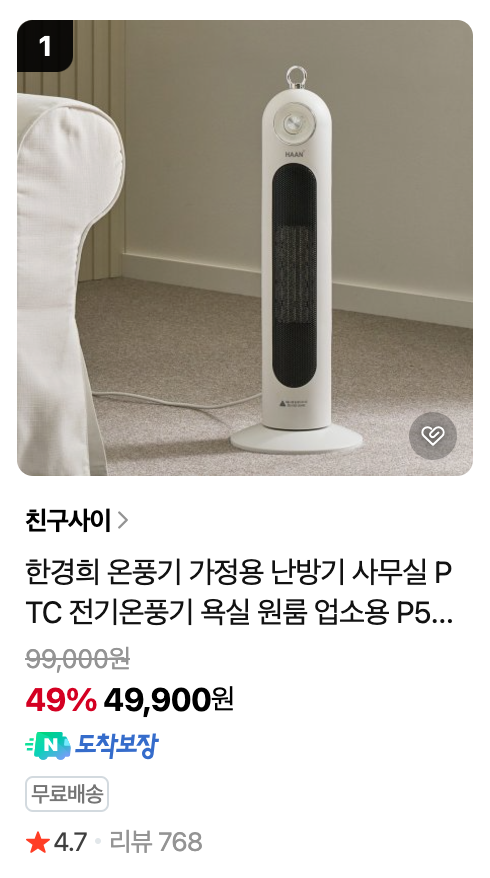 1
HAAN
친구사이
한경희 온풍기 가정용 난방기 사무실 P
TC 전기온풍기 욕실 원룸 업소용 P5...
99,000원
49% 49,900원
N 도착보장
무료배송
4.7 • 리뷰 768